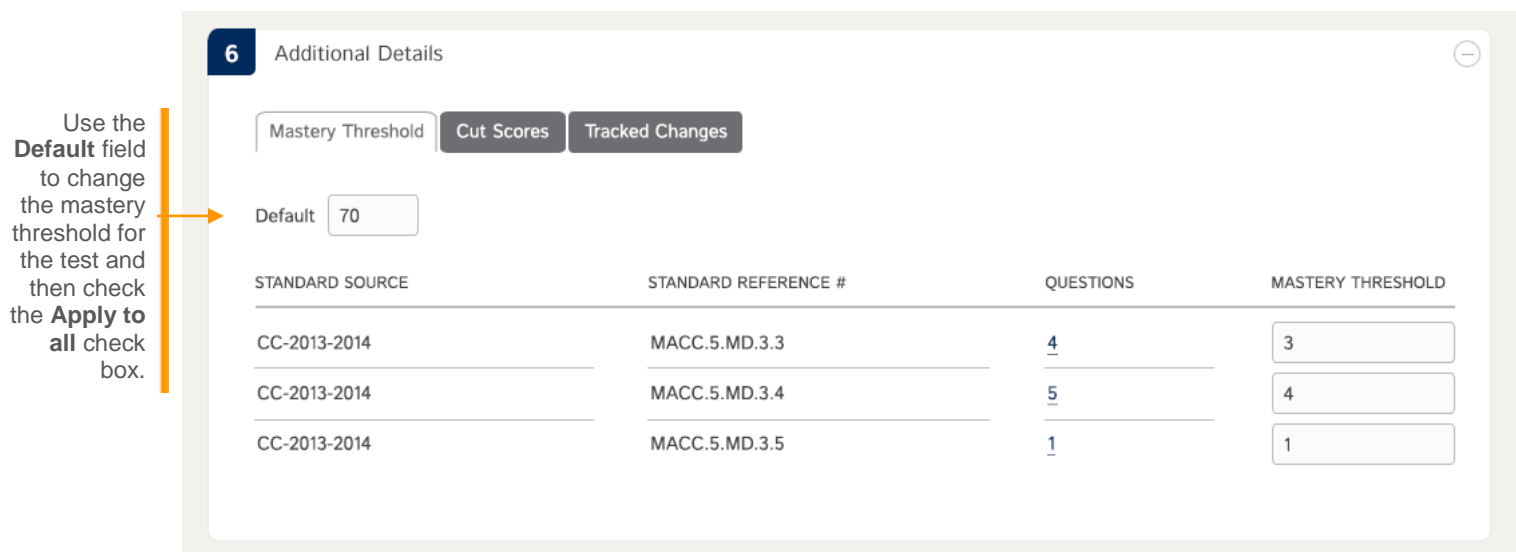 6 Additional Details
Use the
Default field
to change
the mastery
threshold for
the test and
then check
the Apply to
all check
box.
Mastery Threshold Cut Scores Tracked Changes
Default 70
STANDARD SOURCE STANDARD REFERENCE # QUESTIONS MASTERY THRESHOLD
CC-2013-2014 MACC.5.MD.3.3 4 3
CC-2013-2014 MACC.5.MD.3.4 5 4
CC-2013-2014 MACC.5.MD.3.5 1 1